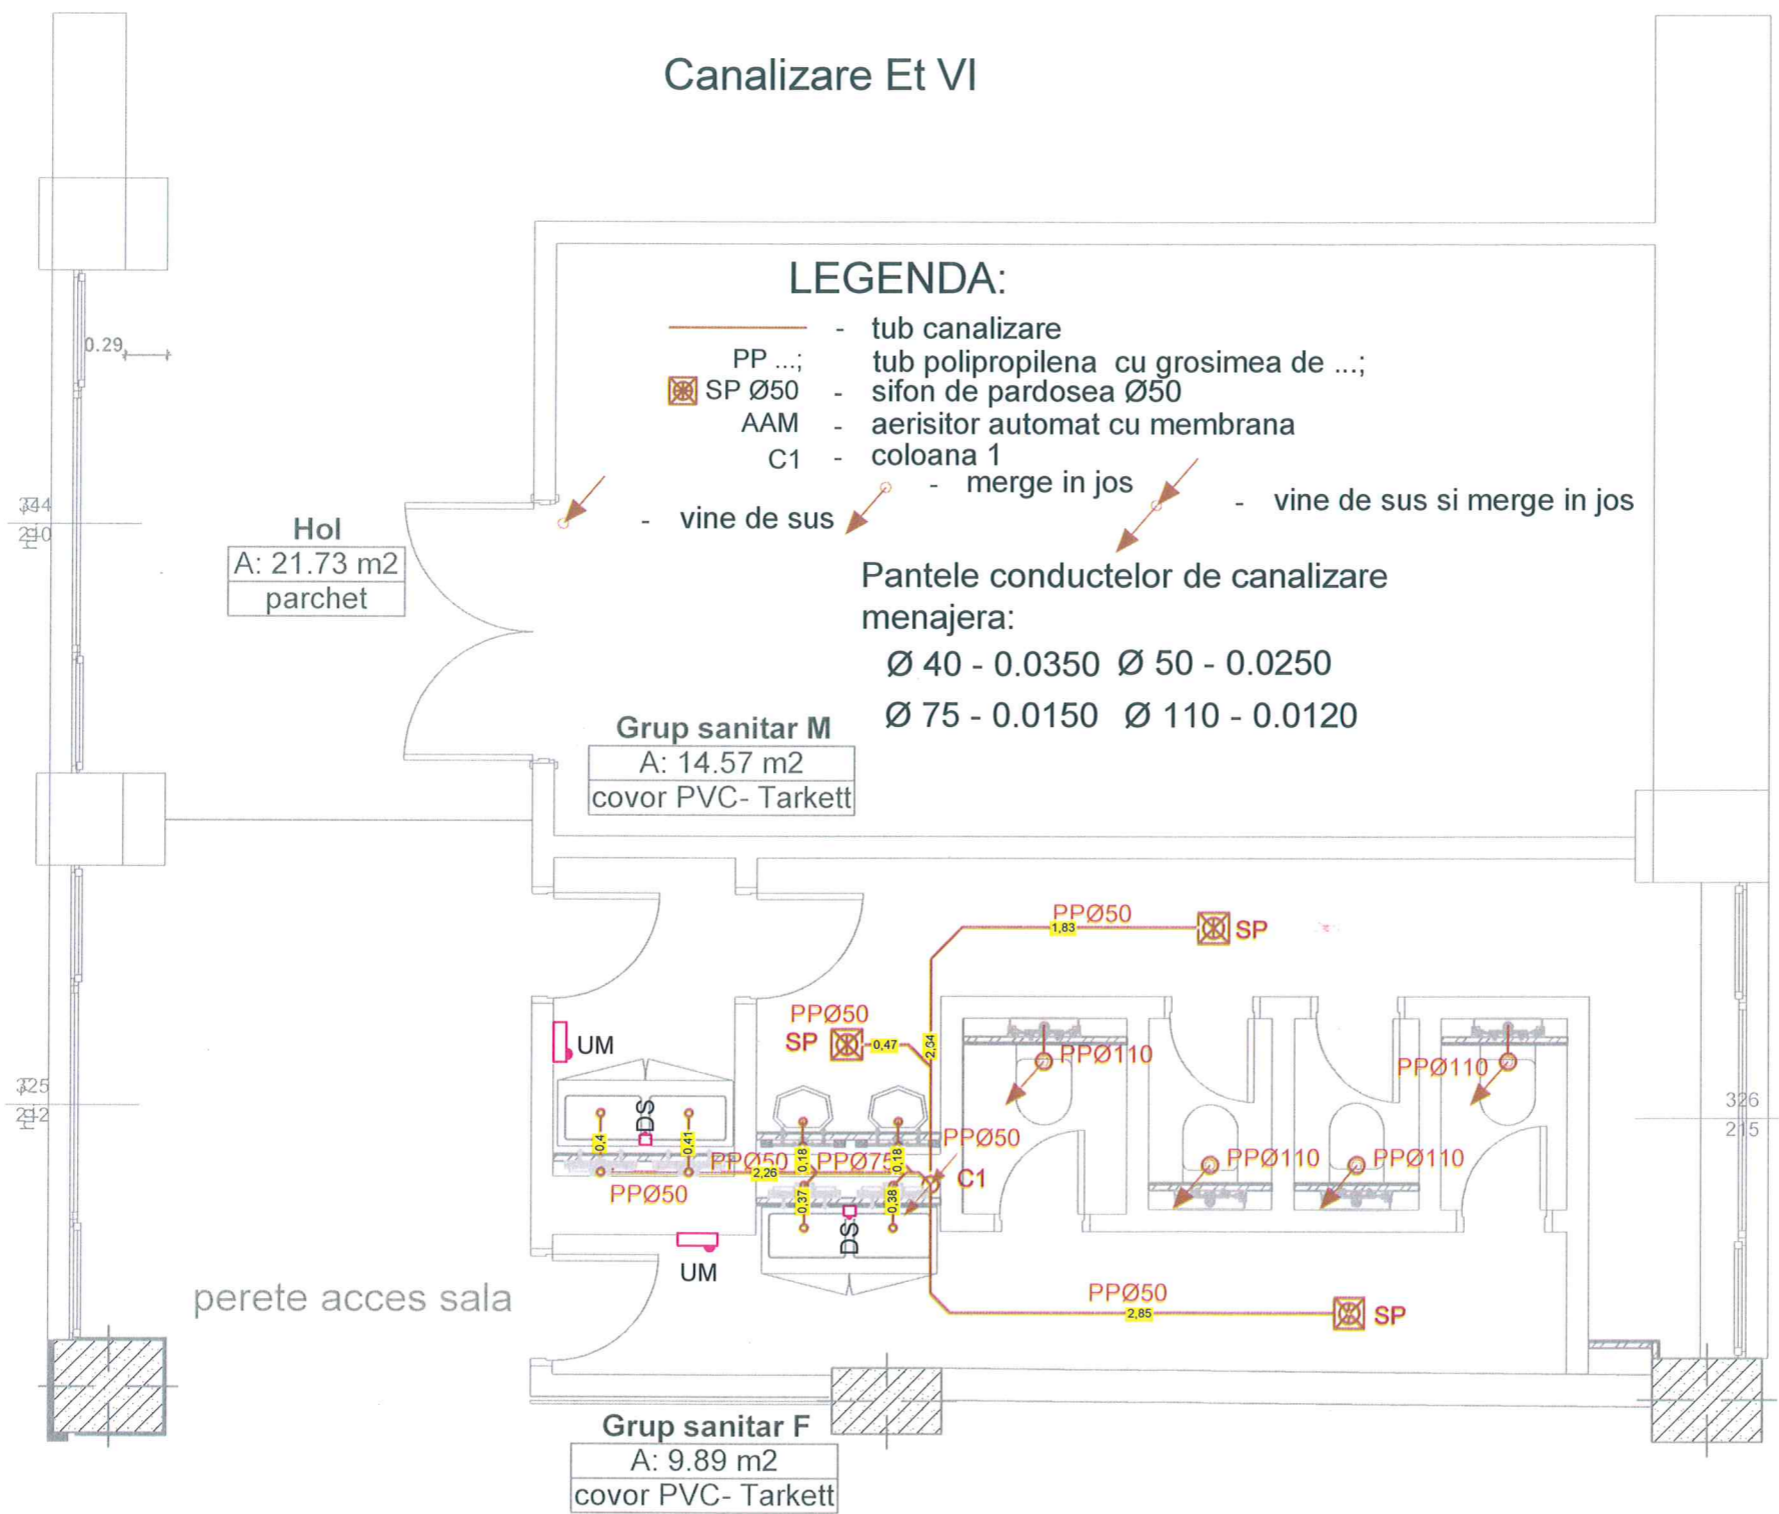 Canalizare Et VI
LEGENDA:
- tub canalizare
PP ...; tub polipropilena cu grosimea de ...;
SP Ø50 - sifon de pardosea Ø50
AAM - aerisitor automat cu membrana
C1 - coloana 1
- vine de sus
- merge in jos
- vine de sus si merge in jos
Pantele conductelor de canalizare
menajera:
Ø 40 - 0.0350 Ø 50 - 0.0250
Ø 75 - 0.0150 Ø 110 - 0.0120
0.29
Hol
A: 21.73 m2
parchet
Grup sanitar M
A: 14.57 m2
covor PVC- Tarkett
PPØ50
1,83
SP
PPØ50
SP
0,47
2,64
UM
PPØ110
PPØ110
DS
0,4
0,41
PPØ50
2,26
PPØ75
0,18
0,18
PPØ50
C1
PPØ50
0,37
0,38
DS
PPØ110
PPØ110
326
215
UM
perete acces sala
PPØ50
2,85
SP
Grup sanitar F
A: 9.89 m2
covor PVC- Tarkett